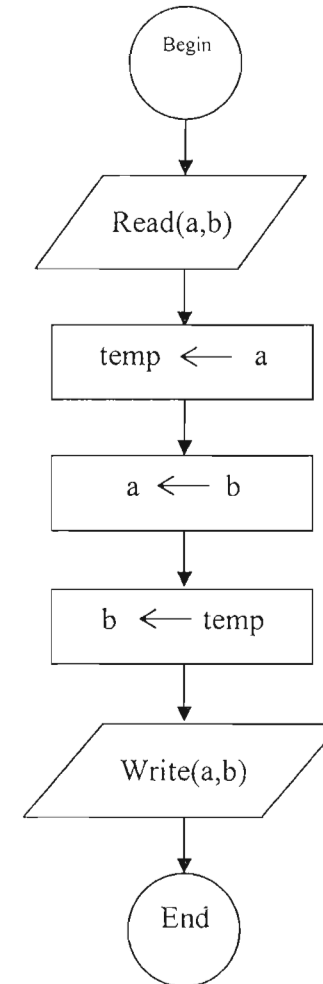 Begin
Read(a,b)
temp ← a
a ← b
b ← temp
Write(a,b)
End